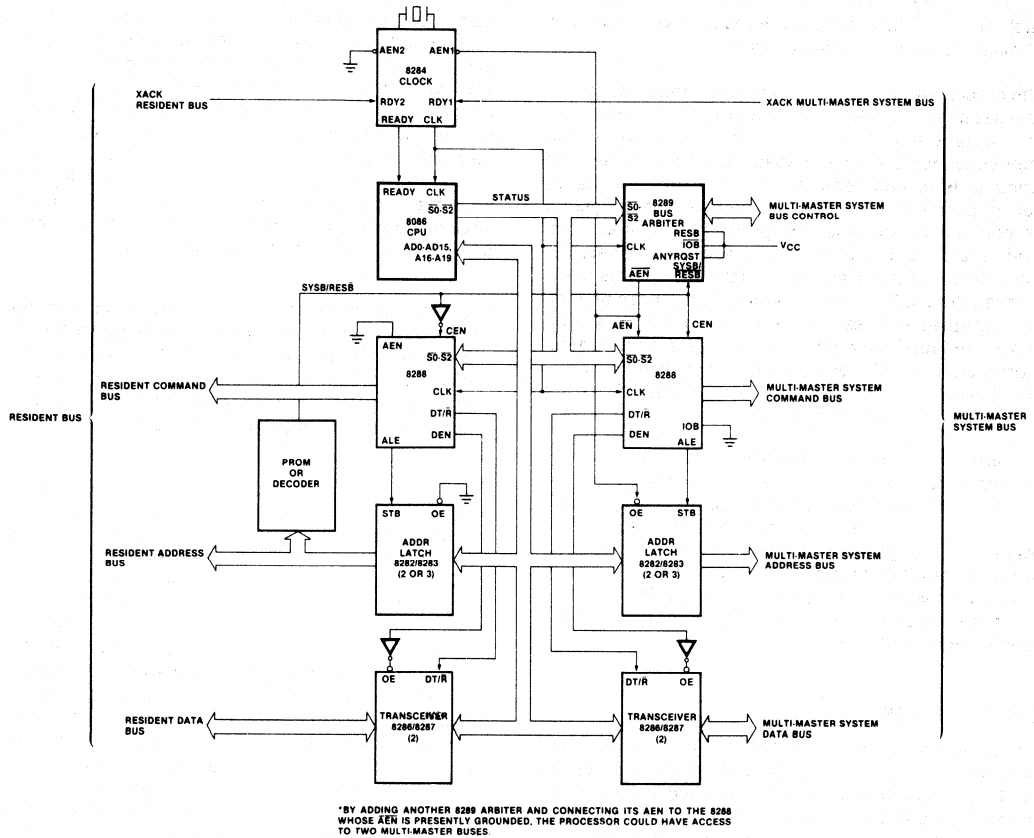 AEN2 AEN1
8284
CLOCK
XACK
RESIDENT BUS
RDY2 RDY1
XACK MULTI-MASTER SYSTEM BUS
READY CLK
READY CLK
S0-S2
STATUS
8086
CPU
AD0-AD15,
A16-A19
S0-
S2
8289
BUS
ARBITER
RESB
CLK
IOB
ANYRQST
SYSB/
RESB
AEN
MULTI-MASTER SYSTEM
BUS CONTROL
VCC
SYSB/RESB
CEN
AEN
CEN
AEN
S0-S2
8288
CLK
DT/R
DEN
ALE
S0-S2
8288
CLK
DT/R
DEN
IOB
ALE
RESIDENT COMMAND
BUS
MULTI-MASTER SYSTEM
COMMAND BUS
RESIDENT BUS
MULTI-MASTER
SYSTEM BUS
PROM
OR
DECODER
STB OE
ADDR
LATCH
8282/8283
(2 OR 3)
OE STB
ADDR
LATCH
8282/8283
(2 OR 3)
RESIDENT ADDRESS
BUS
MULTI-MASTER SYSTEM
ADDRESS BUS
OE DT/R
TRANSCEIVER
8286/8287
(2)
DT/R OE
TRANSCEIVER
8286/8287
(2)
RESIDENT DATA
BUS
MULTI-MASTER SYSTEM
DATA BUS
*BY ADDING ANOTHER 8289 ARBITER AND CONNECTING ITS AEN TO THE 8288
WHOSE AEN IS PRESENTLY GROUNDED, THE PROCESSOR COULD HAVE ACCESS
TO TWO MULTI-MASTER BUSES.